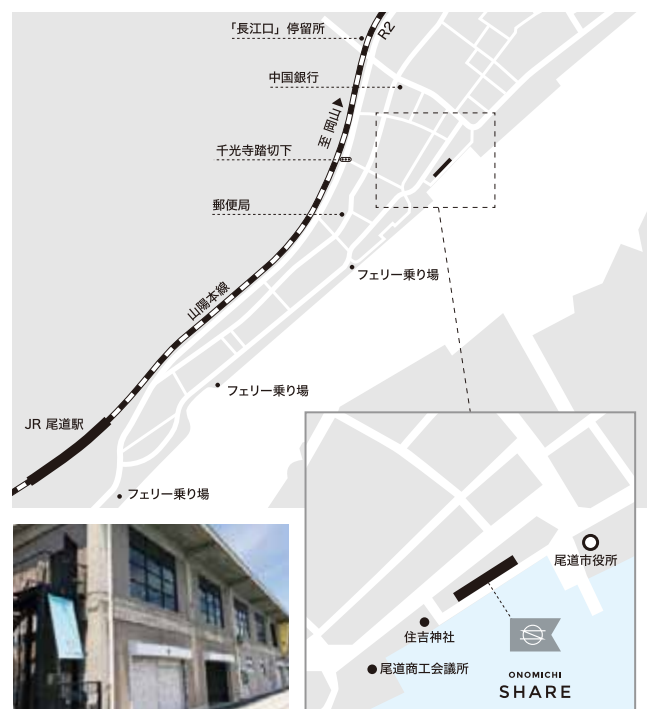 「長江口」停留所
R2
中国銀行
至 岡山▲
千光寺踏切下
郵便局
フェリー乗り場
山陽本線
フェリー乗り場
JR 尾道駅
フェリー乗り場
尾道市役所
住吉神社
尾道商工会議所
ONOMICHI
SHARE